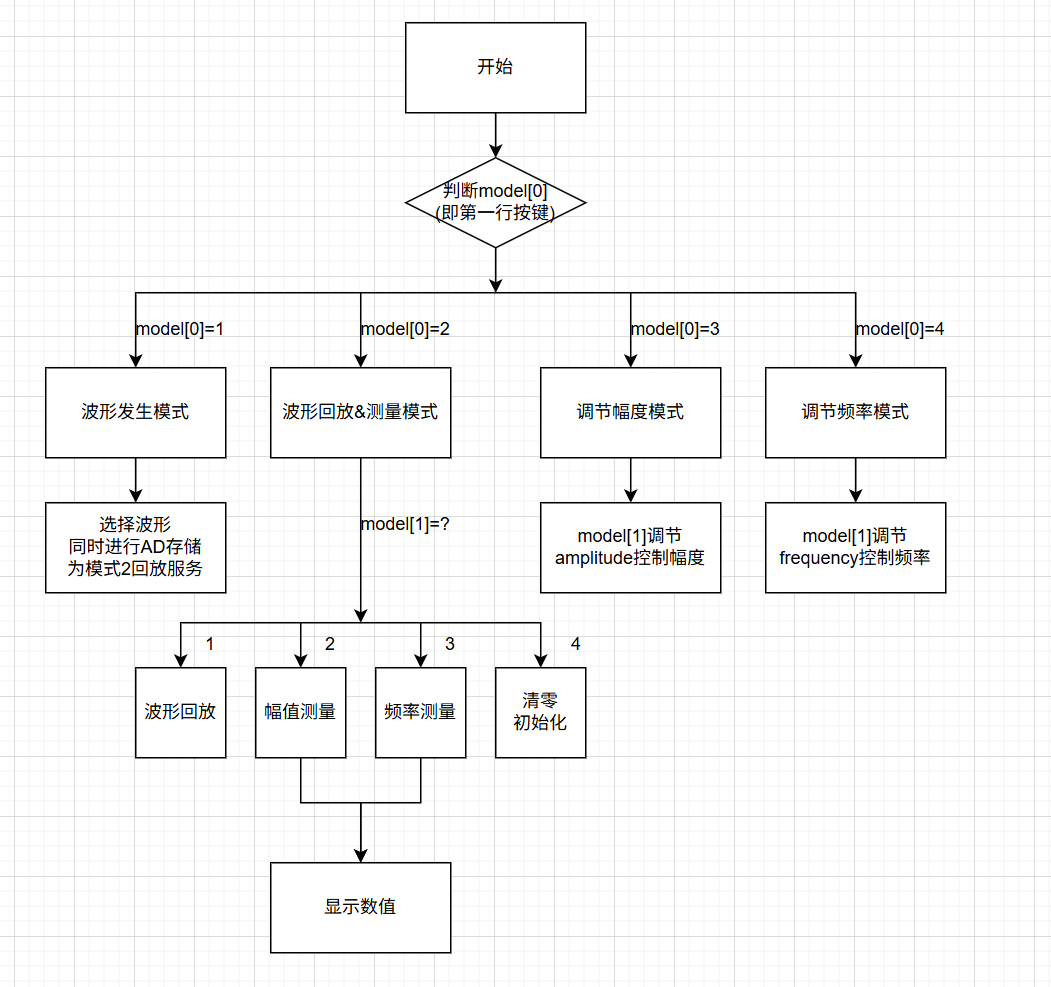 开始
判断model[0]
(即第一行按键)
model[0]=1
model[0]=2
model[0]=3
model[0]=4
波形发生模式
波形回放&测量模式
调节幅度模式
调节频率模式
选择波形
同时进行AD存储
为模式2回放服务
model[1]=?
model[1]调节
amplitude控制幅度
model[1]调节
frequency控制频率
1
2
3
4
波形回放
幅值测量
频率测量
清零
初始化
显示数值